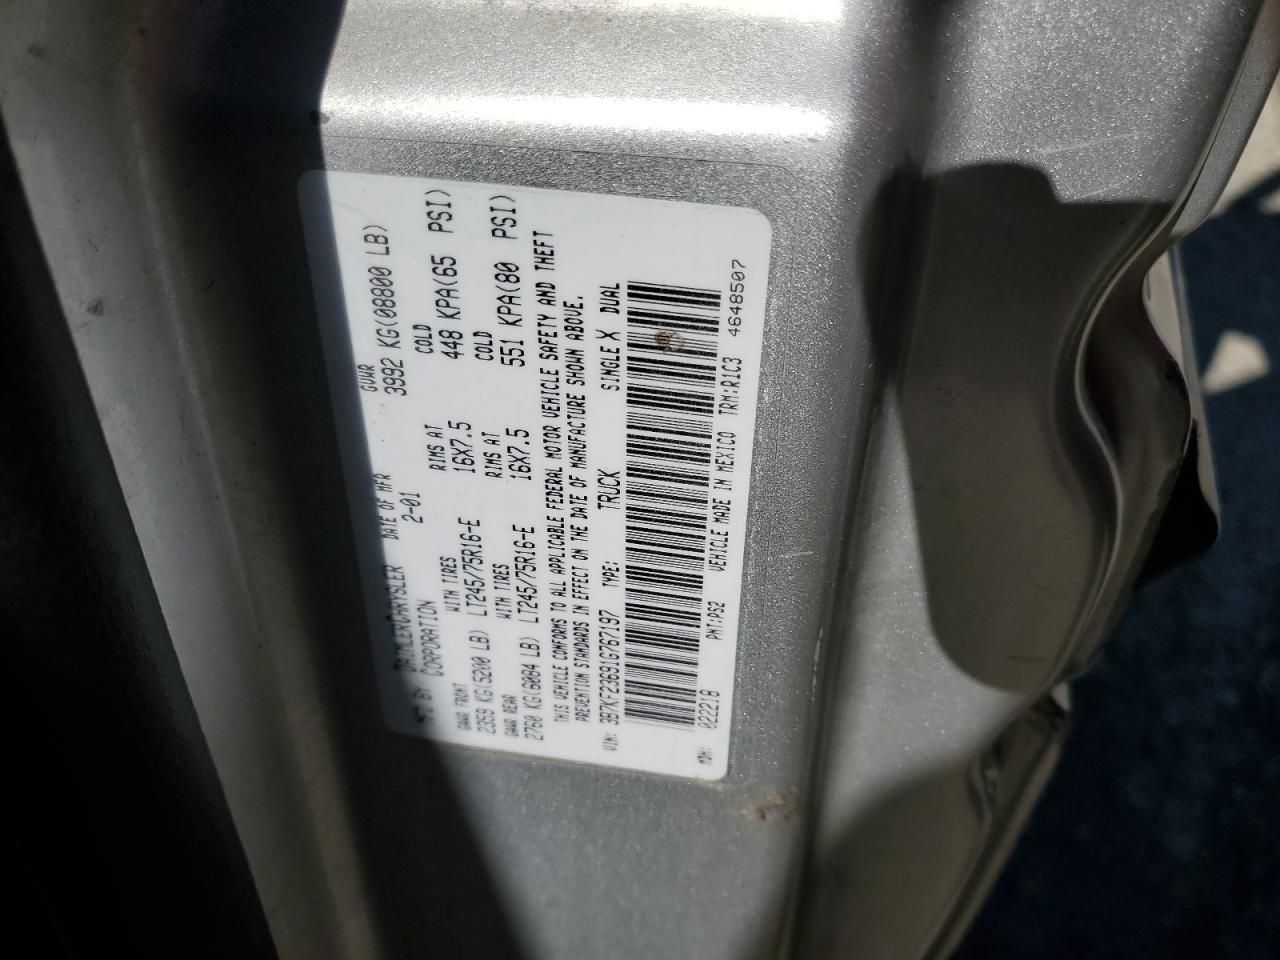 MFD BY DAIMLERCHRYSLER CORPORATION
DATE OF MFR 2-01
GVWR 3992 KG(08800 LB)
GAWR FRONT WITH TIRES RIMS AT COLD
2359 KG(5200 LB) LT245/75R16-E 16X7.5 448 KPA(65 PSI)
GAWR REAR WITH TIRES RIMS AT COLD
2760 KG(6084 LB) LT245/75R16-E 16X7.5 551 KPA(80 PSI)
THIS VEHICLE CONFORMS TO ALL APPLICABLE FEDERAL MOTOR VEHICLE SAFETY AND THEFT
PREVENTION STANDARDS IN EFFECT ON THE DATE OF MANUFACTURE SHOWN ABOVE.
VIN: 3B7KF23691G767197 TYPE: TRUCK SINGLE X DUAL
MDH: 022218 PNT:PS2 VEHICLE MADE IN MEXICO TRM:R1C3 4648507